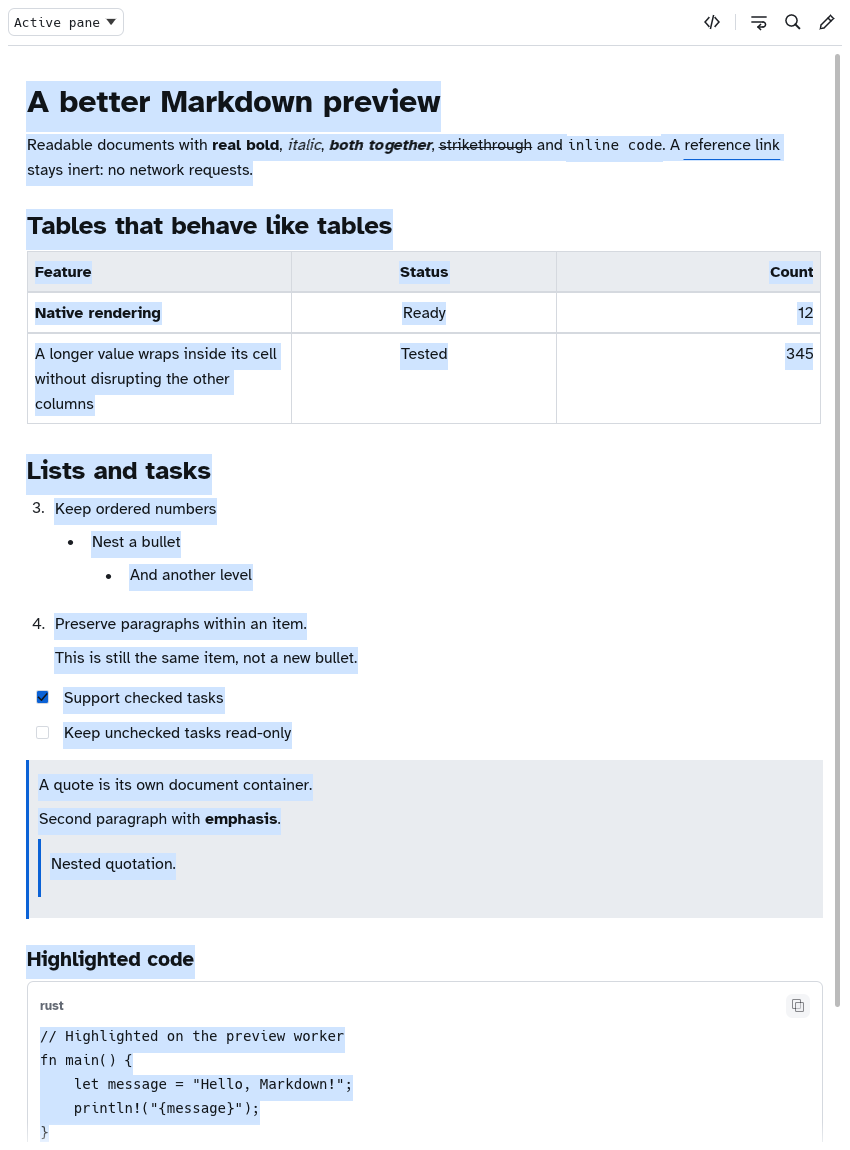 Active pane
A better Markdown preview
Readable documents with real bold, italic, both together, strikethrough and inline code. A reference link
stays inert: no network requests.
Tables that behave like tables
Feature Status Count
Native rendering Ready 12
A longer value wraps inside its cell Tested 345
without disrupting the other
columns
Lists and tasks
3. Keep ordered numbers
• Nest a bullet
• And another level
4. Preserve paragraphs within an item.
This is still the same item, not a new bullet.
Support checked tasks
Keep unchecked tasks read-only
A quote is its own document container.
Second paragraph with emphasis.
Nested quotation.
Highlighted code
rust
// Highlighted on the preview worker
fn main() {
    let message = "Hello, Markdown!";
    println!("{message}");
}